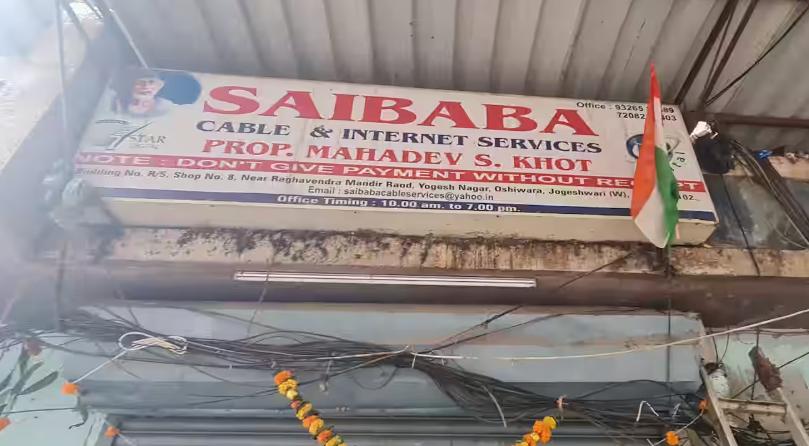 SAIBABA
Office : 93265
72082
CABLE & INTERNET SERVICES
PROP. MAHADEV S. KHOT
STAR
NOTE : DON'T GIVE PAYMENT WITHOUT
Building No. R/5, Shop No. 8, Near Raghavendra Mandir Raod, Yogesh Nagar, Oshiwara, Jogeshwari (W),
Email : saibabacableservices@yahoo.in
Office Timing : 10.00 am. to 7.00 pm.